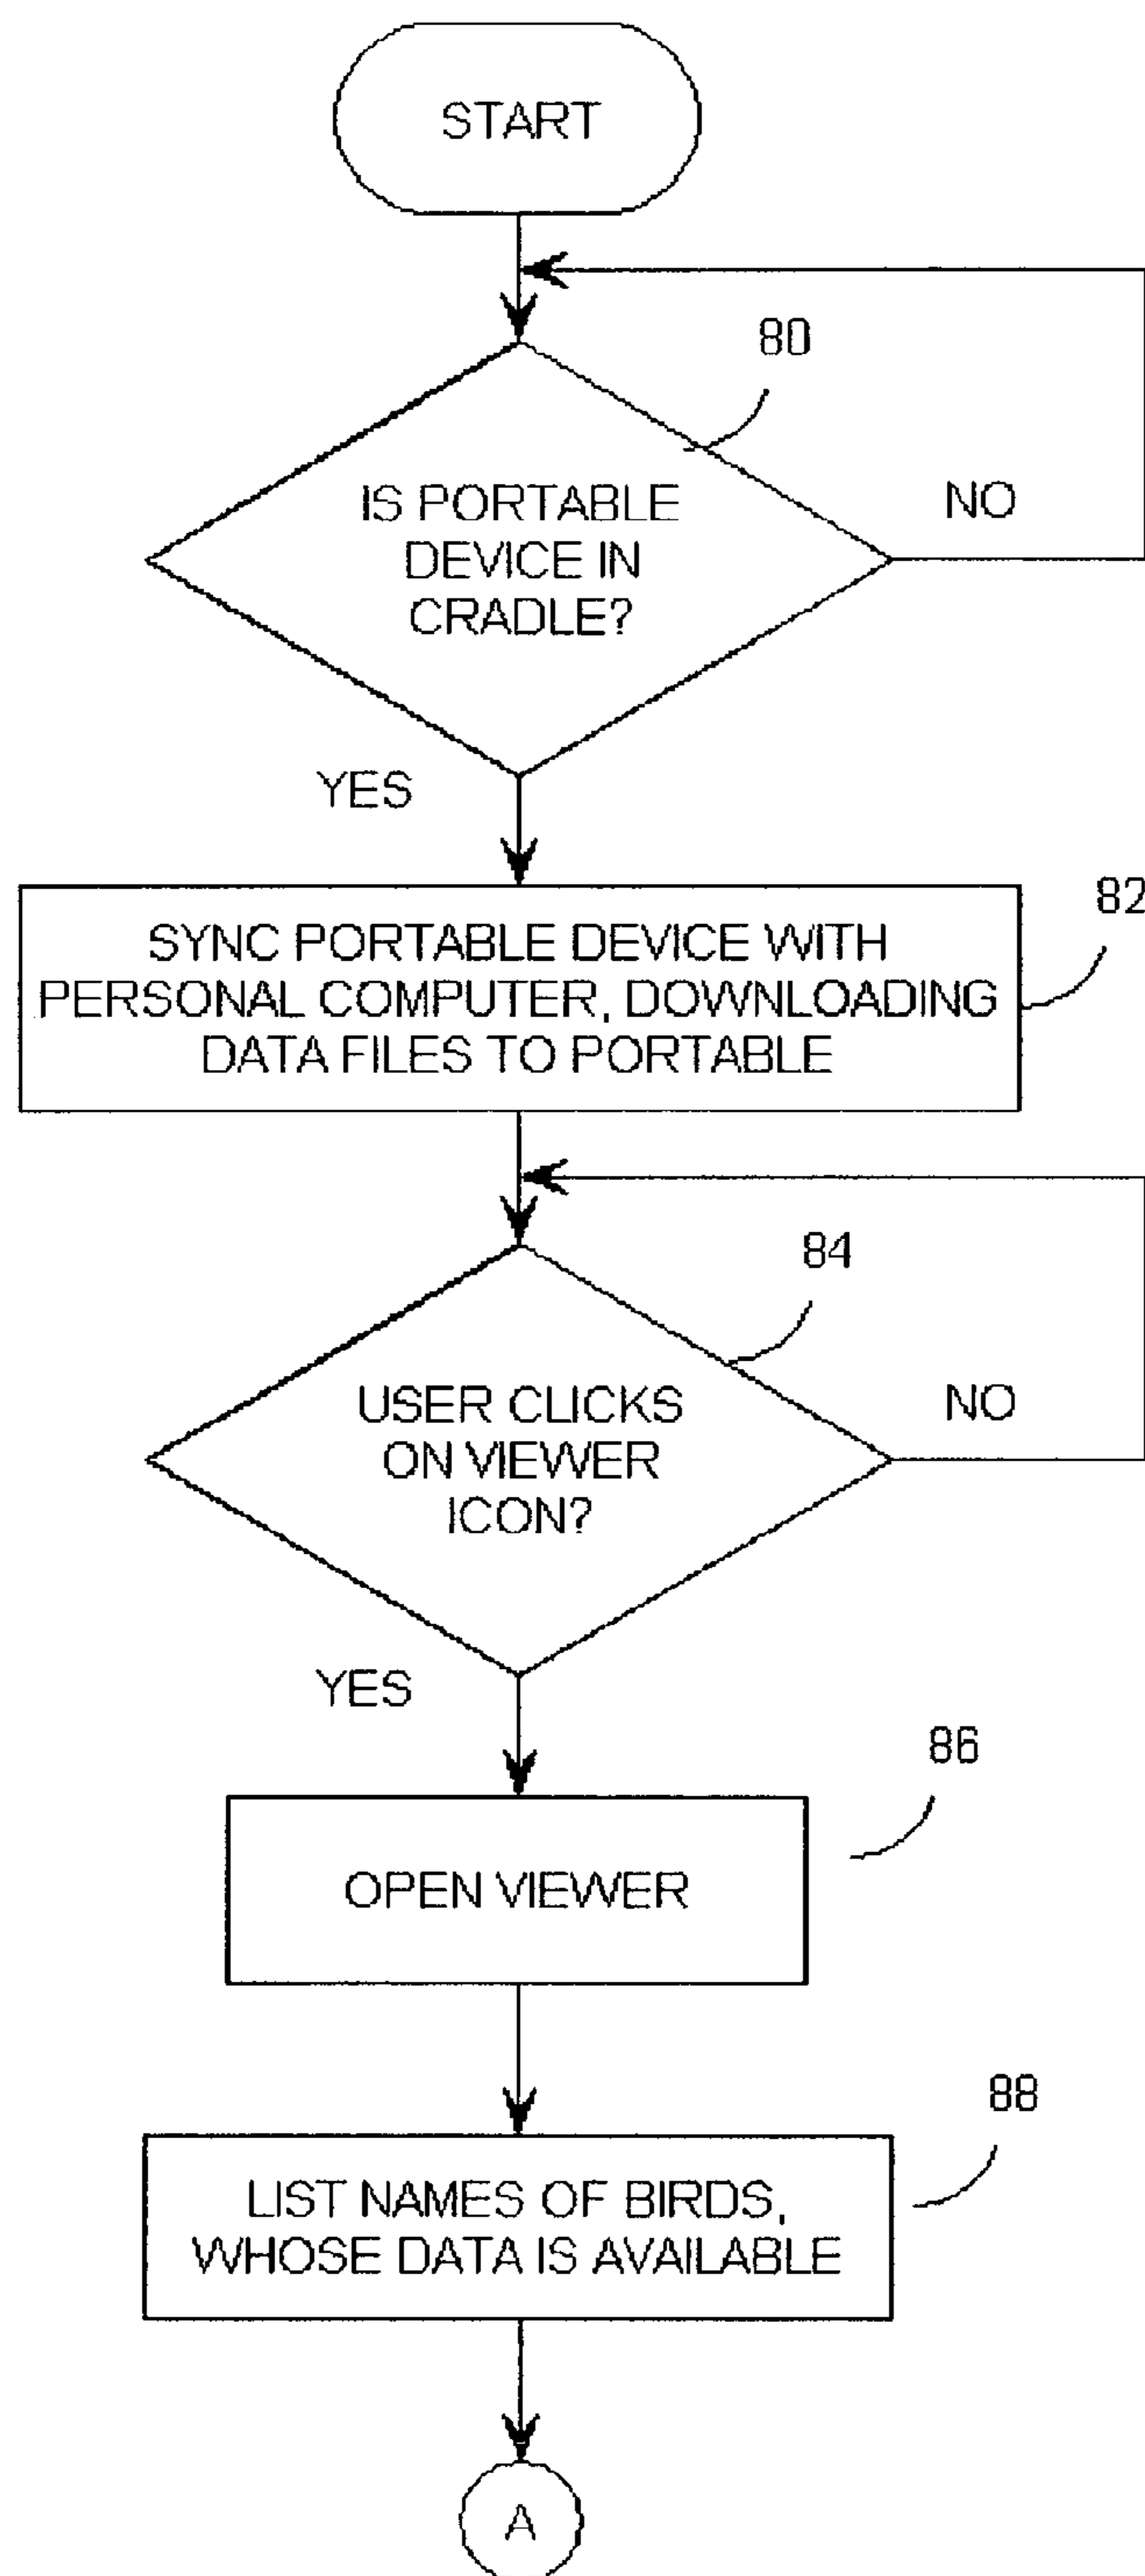 START
80
IS PORTABLE
DEVICE IN
CRADLE?
NO
YES
82
SYNC PORTABLE DEVICE WITH
PERSONAL COMPUTER, DOWNLOADING
DATA FILES TO PORTABLE
84
USER CLICKS
ON VIEWER
ICON?
NO
YES
86
OPEN VIEWER
88
LIST NAMES OF BIRDS,
WHOSE DATA IS AVAILABLE
A